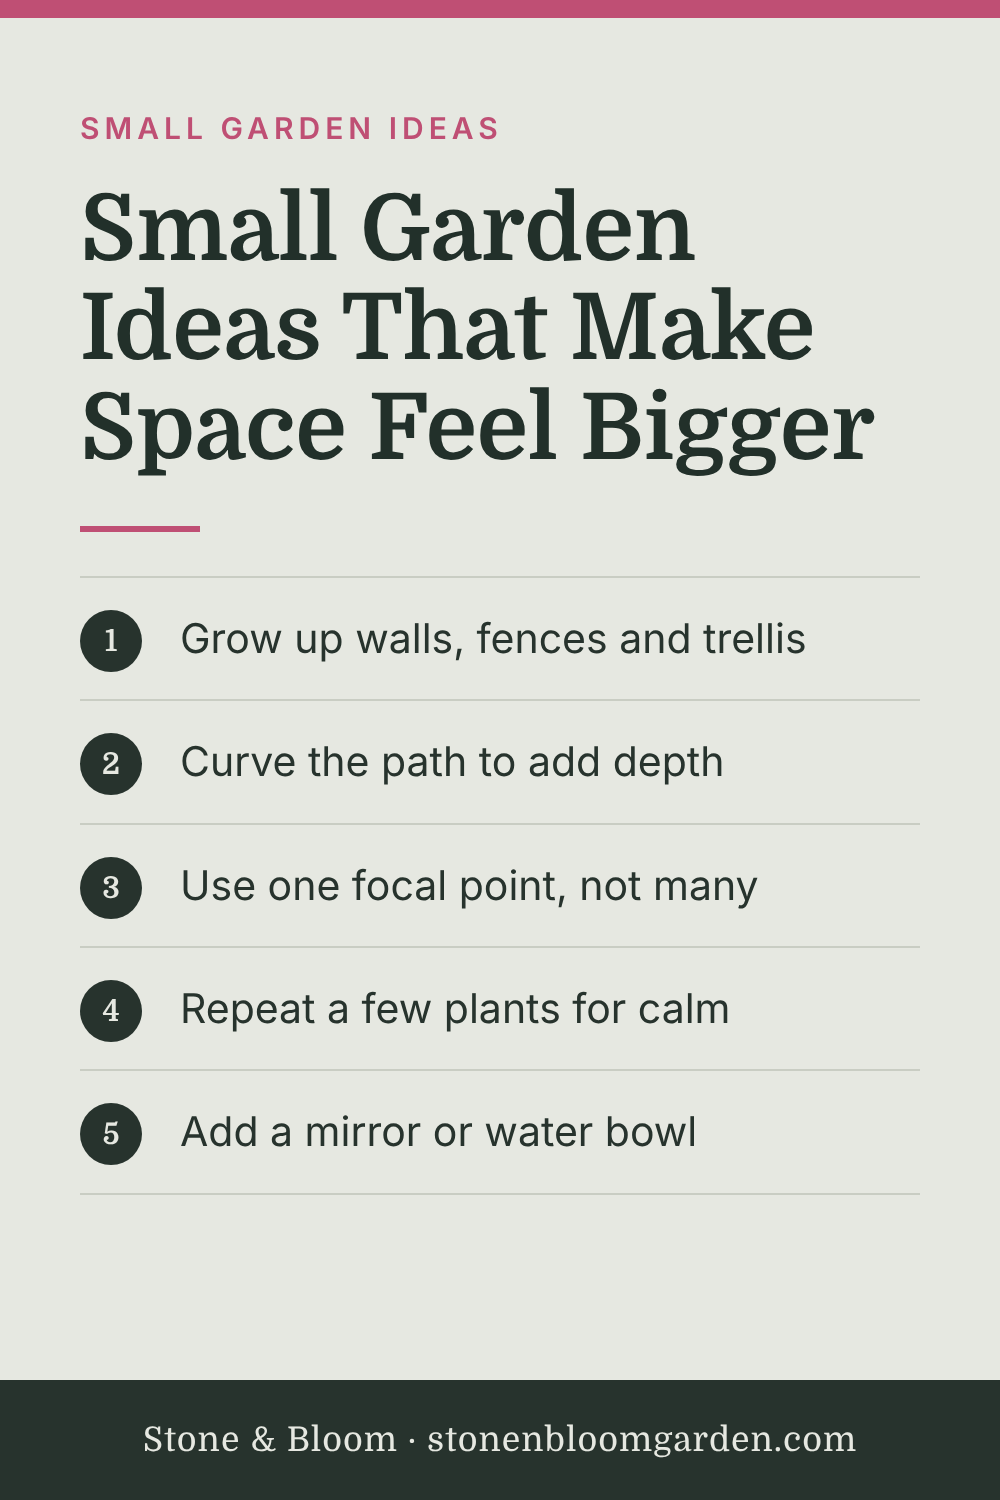 SMALL GARDEN IDEAS
Small Garden
Ideas That Make
Space Feel Bigger
1 Grow up walls, fences and trellis
2 Curve the path to add depth
3 Use one focal point, not many
4 Repeat a few plants for calm
5 Add a mirror or water bowl
Stone & Bloom · stonenbloomgarden.com